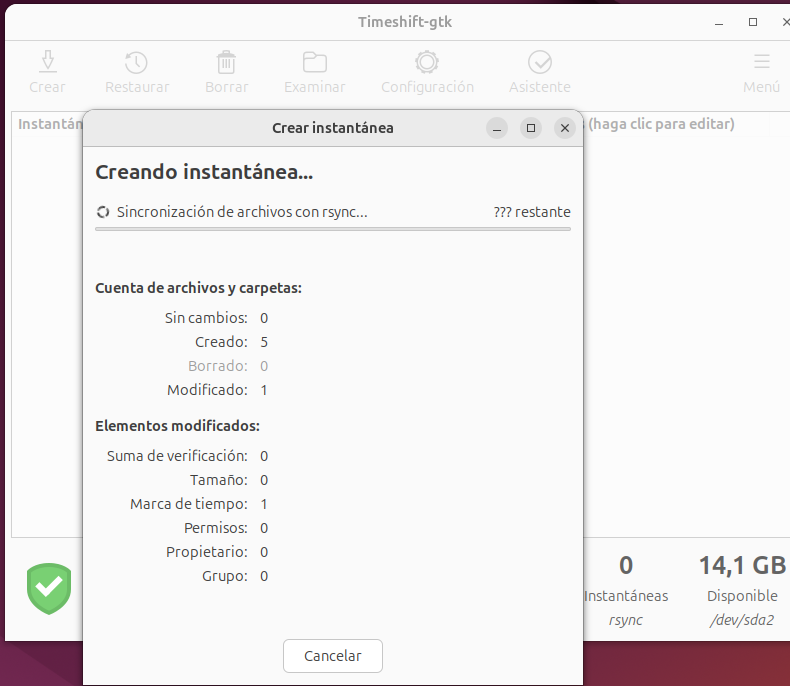 Timeshift-gtk
Crear Restaurar Borrar Examinar Configuración Asistente Menú
(haga clic para editar)
Crear instantánea
Creando instantánea...
Sincronización de archivos con rsync... ??? restante
Cuenta de archivos y carpetas:
Sin cambios: 0
Creado: 5
Borrado: 0
Modificado: 1
Elementos modificados:
Suma de verificación: 0
Tamaño: 0
Marca de tiempo: 1
Permisos: 0
Propietario: 0
Grupo: 0
Cancelar
0
Instantáneas
rsync
14,1 GB
Disponible
/dev/sda2